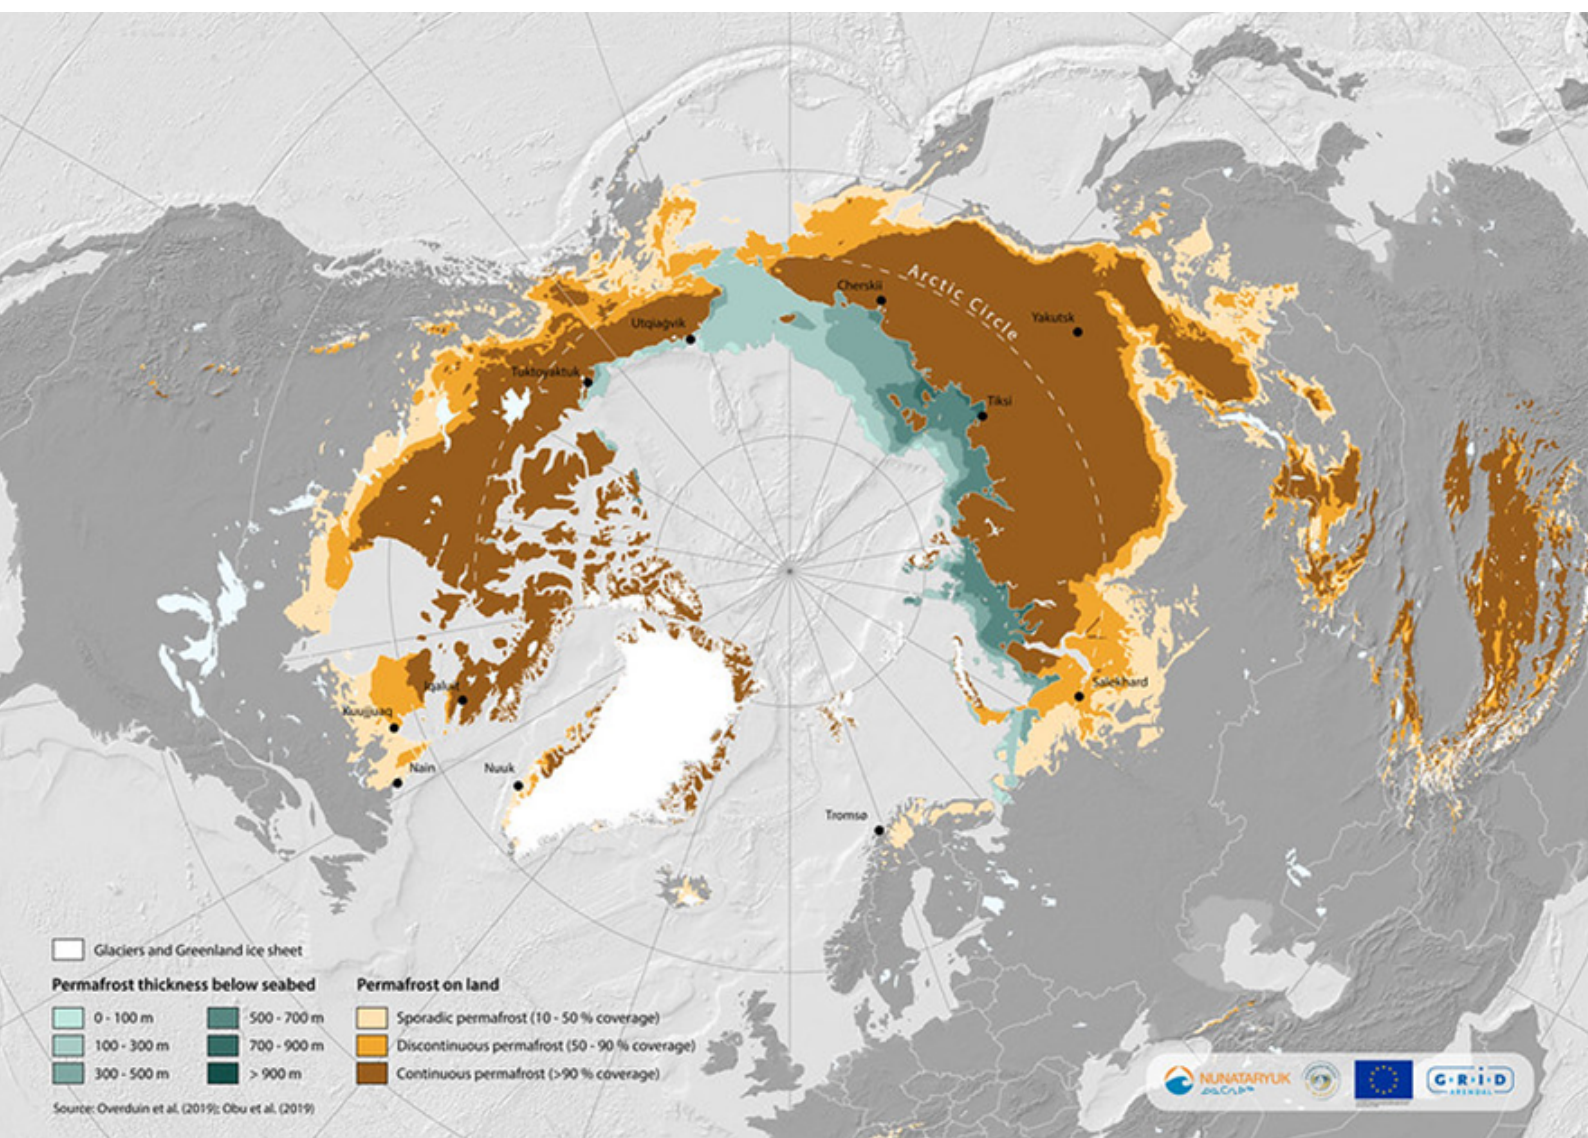 Arctic Circle
Cherskii
Utqiaġvik
Yakutsk
Tuktoyaktuk
Tiksi
Iqaluit
Salekhard
Kuujjuaq
Nain
Nuuk
Tromsø
Glaciers and Greenland ice sheet
Permafrost thickness below seabed
0 - 100 m
100 - 300 m
300 - 500 m
500 - 700 m
700 - 900 m
> 900 m
Permafrost on land
Sporadic permafrost (10 - 50 % coverage)
Discontinuous permafrost (50 - 90 % coverage)
Continuous permafrost (>90 % coverage)
Source: Overduin et al. (2019); Obu et al. (2019)
NUNATARYUK
G·R·I·D
ARENDAL